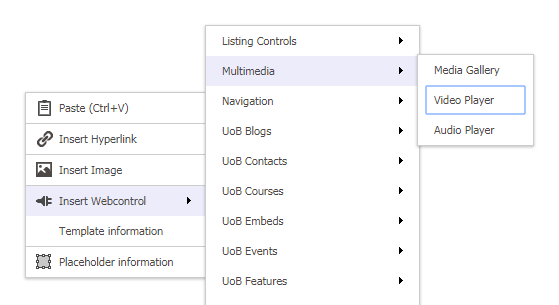 Paste (Ctrl+V)
Insert Hyperlink
Insert Image
Insert Webcontrol
Template information
Placeholder information
Listing Controls
Multimedia
Navigation
UoB Blogs
UoB Contacts
UoB Courses
UoB Embeds
UoB Events
UoB Features
Media Gallery
Video Player
Audio Player